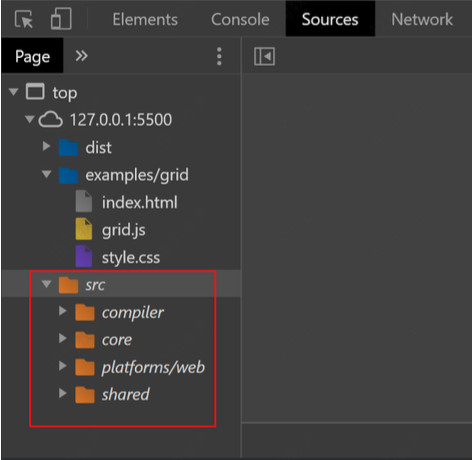 Elements Console Sources Network
Page »
top
127.0.0.1:5500
dist
examples/grid
index.html
grid.js
style.css
src
compiler
core
platforms/web
shared